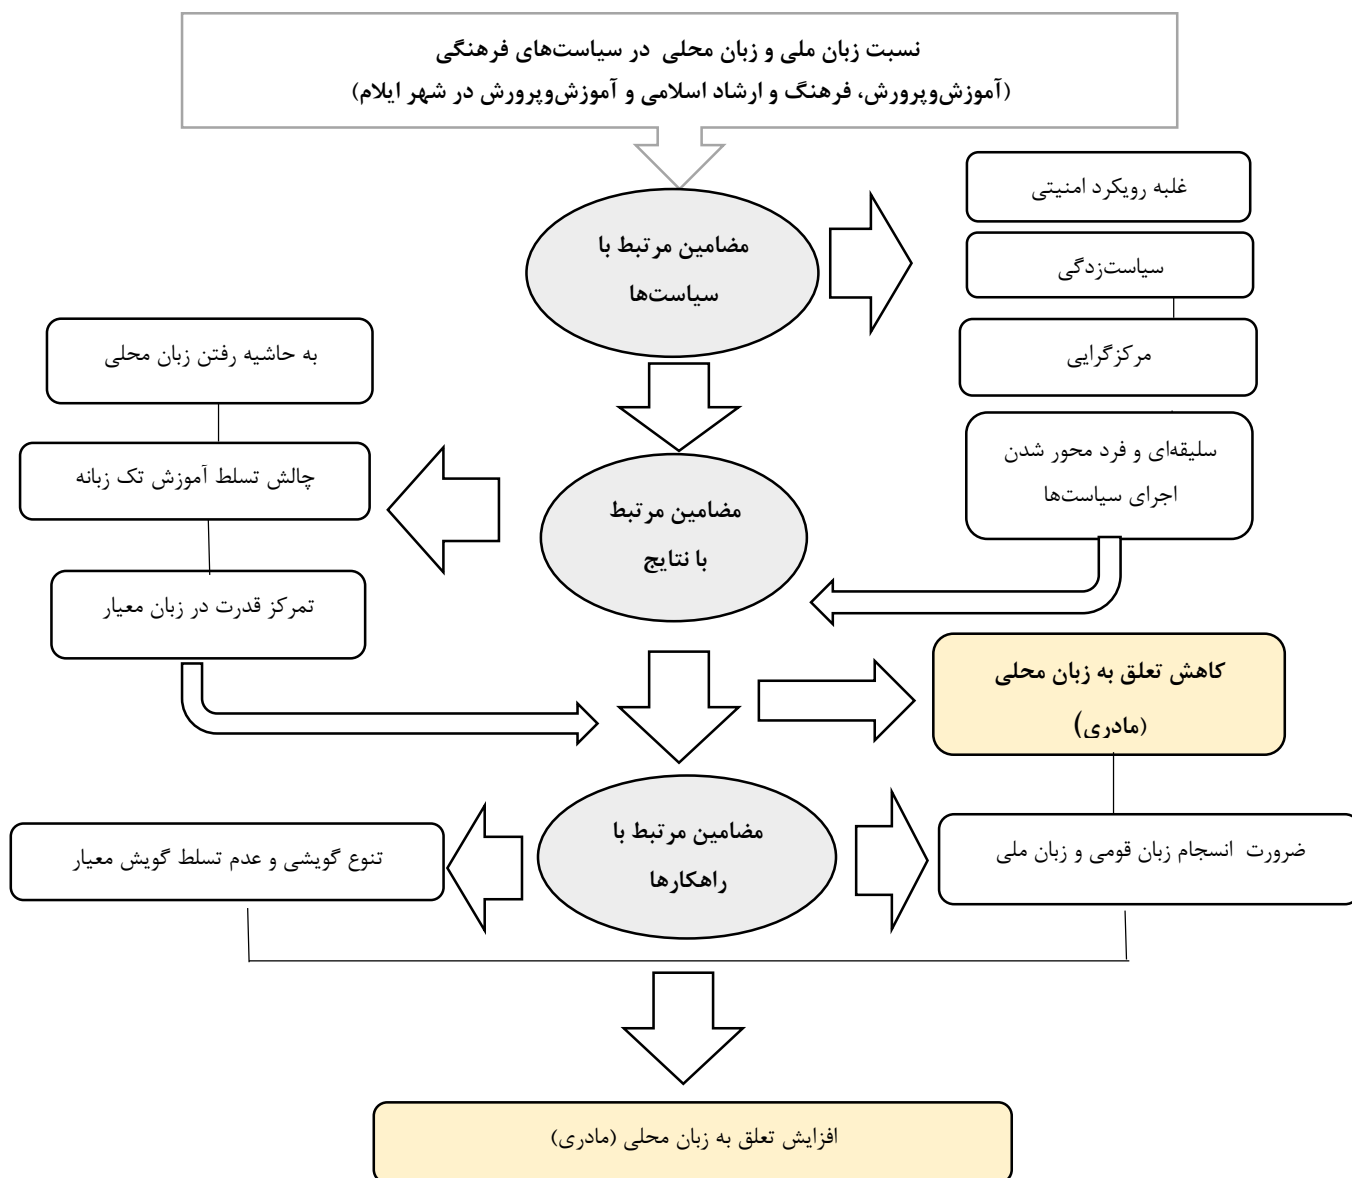 نسبت زبان ملی و زبان محلی در سیاست‌های فرهنگی
(آموزش‌وپرورش، فرهنگ و ارشاد اسلامی و آموزش‌وپرورش در شهر ایلام)
مضامین مرتبط با
سیاست‌ها
غلبه رویکرد امنیتی
سیاست‌زدگی
مرکزگرایی
سلیقه‌ای و فرد محور شدن
اجرای سیاست‌ها
مضامین مرتبط
با نتایج
به حاشیه رفتن زبان محلی
چالش تسلط آموزش تک زبانه
تمرکز قدرت در زبان معیار
کاهش تعلق به زبان محلی
(مادری)
مضامین مرتبط با
راهکارها
ضرورت انسجام زبان قومی و زبان ملی
تنوع گویشی و عدم تسلط گویش معیار
افزایش تعلق به زبان محلی (مادری)